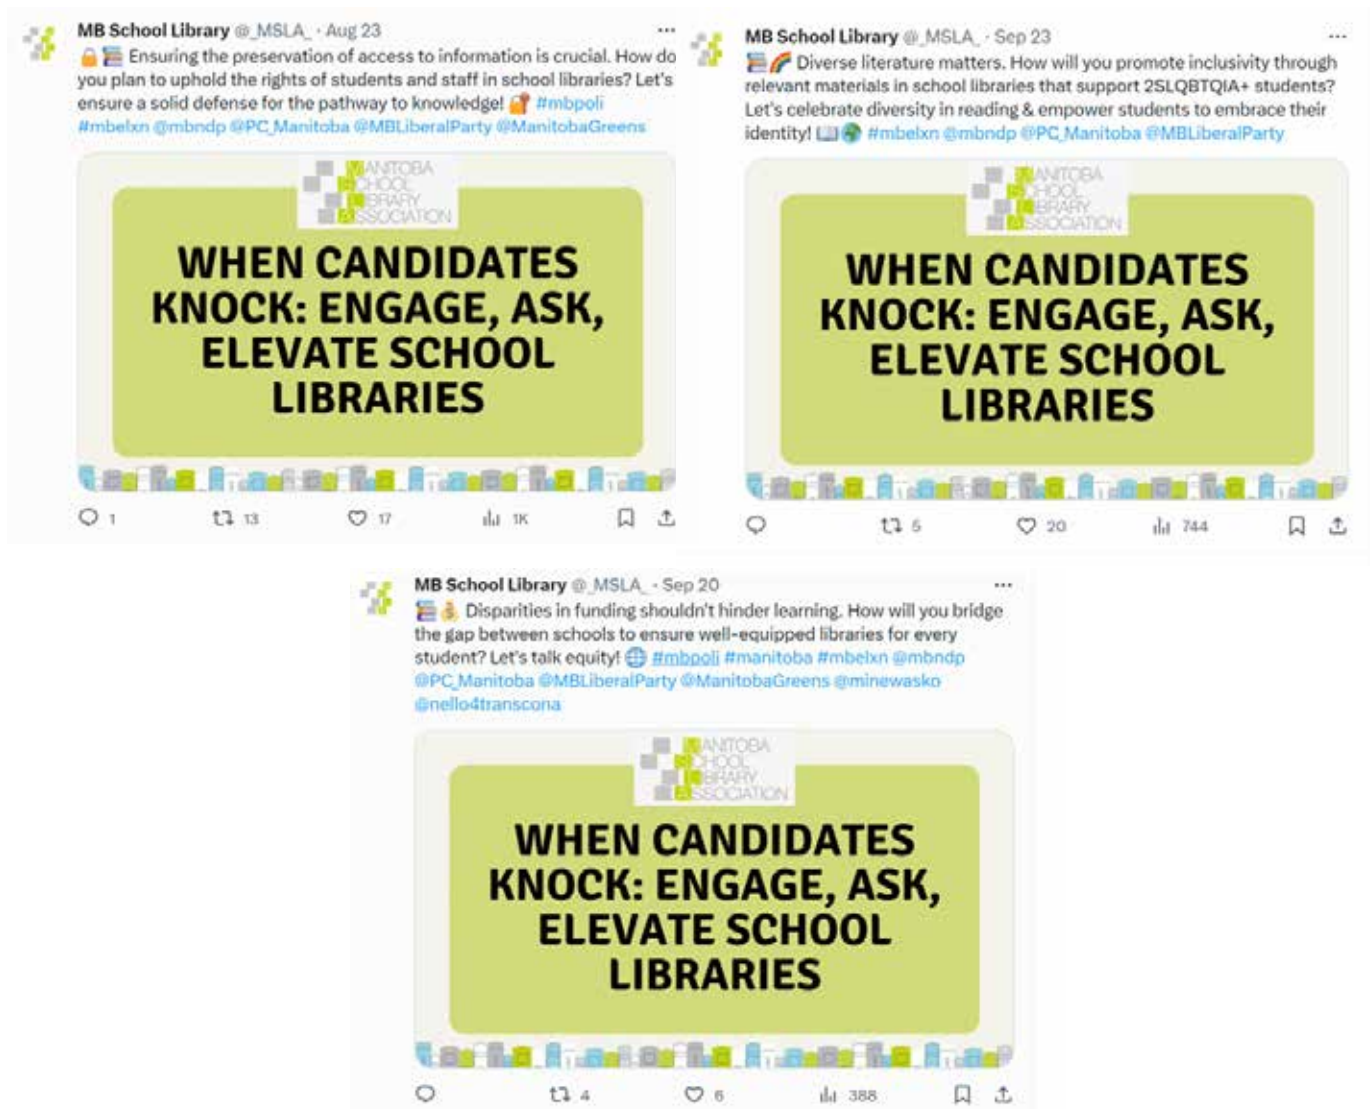 MB School Library @_MSLA_ · Aug 23
🔒📚 Ensuring the preservation of access to information is crucial. How do
you plan to uphold the rights of students and staff in school libraries? Let's
ensure a solid defense for the pathway to knowledge! 🔐 #mbpoli
#mbelxn @mbndp @PC_Manitoba @MBLiberalParty @ManitobaGreens
MANITOBA
SCHOOL
LIBRARY
ASSOCIATION
WHEN CANDIDATES
KNOCK: ENGAGE, ASK,
ELEVATE SCHOOL
LIBRARIES
1 13 17 1K
MB School Library @_MSLA_ · Sep 23
📚🌈 Diverse literature matters. How will you promote inclusivity through
relevant materials in school libraries that support 2SLQBTQIA+ students?
Let's celebrate diversity in reading & empower students to embrace their
identity! 📖🌍 #mbelxn @mbndp @PC_Manitoba @MBLiberalParty
MANITOBA
SCHOOL
LIBRARY
ASSOCIATION
WHEN CANDIDATES
KNOCK: ENGAGE, ASK,
ELEVATE SCHOOL
LIBRARIES
5 20 744
MB School Library @_MSLA_ · Sep 20
📚💰 Disparities in funding shouldn't hinder learning. How will you bridge
the gap between schools to ensure well-equipped libraries for every
student? Let's talk equity! 🌐 #mbpoli #manitoba #mbelxn @mbndp
@PC_Manitoba @MBLiberalParty @ManitobaGreens @minewasko
@nello4transcona
MANITOBA
SCHOOL
LIBRARY
ASSOCIATION
WHEN CANDIDATES
KNOCK: ENGAGE, ASK,
ELEVATE SCHOOL
LIBRARIES
4 6 388